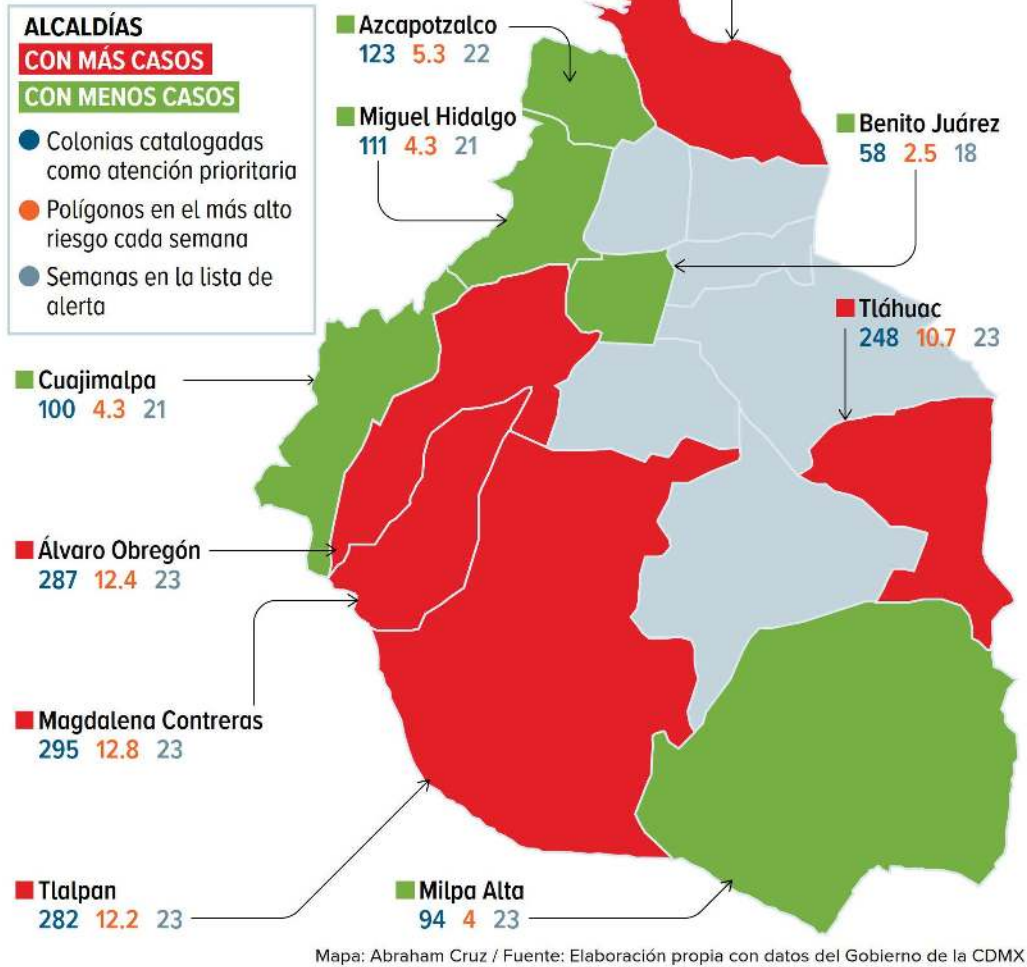 ALCALDÍAS
CON MÁS CASOS
CON MENOS CASOS
Colonias catalogadas
como atención prioritaria
Polígonos en el más alto
riesgo cada semana
Semanas en la lista de
alerta
Azcapotzalco
123 5.3 22
Miguel Hidalgo
111 4.3 21
Benito Juárez
58 2.5 18
Tláhuac
248 10.7 23
Cuajimalpa
100 4.3 21
Álvaro Obregón
287 12.4 23
Magdalena Contreras
295 12.8 23
Tlalpan
282 12.2 23
Milpa Alta
94 4 23
Mapa: Abraham Cruz / Fuente: Elaboración propia con datos del Gobierno de la CDMX